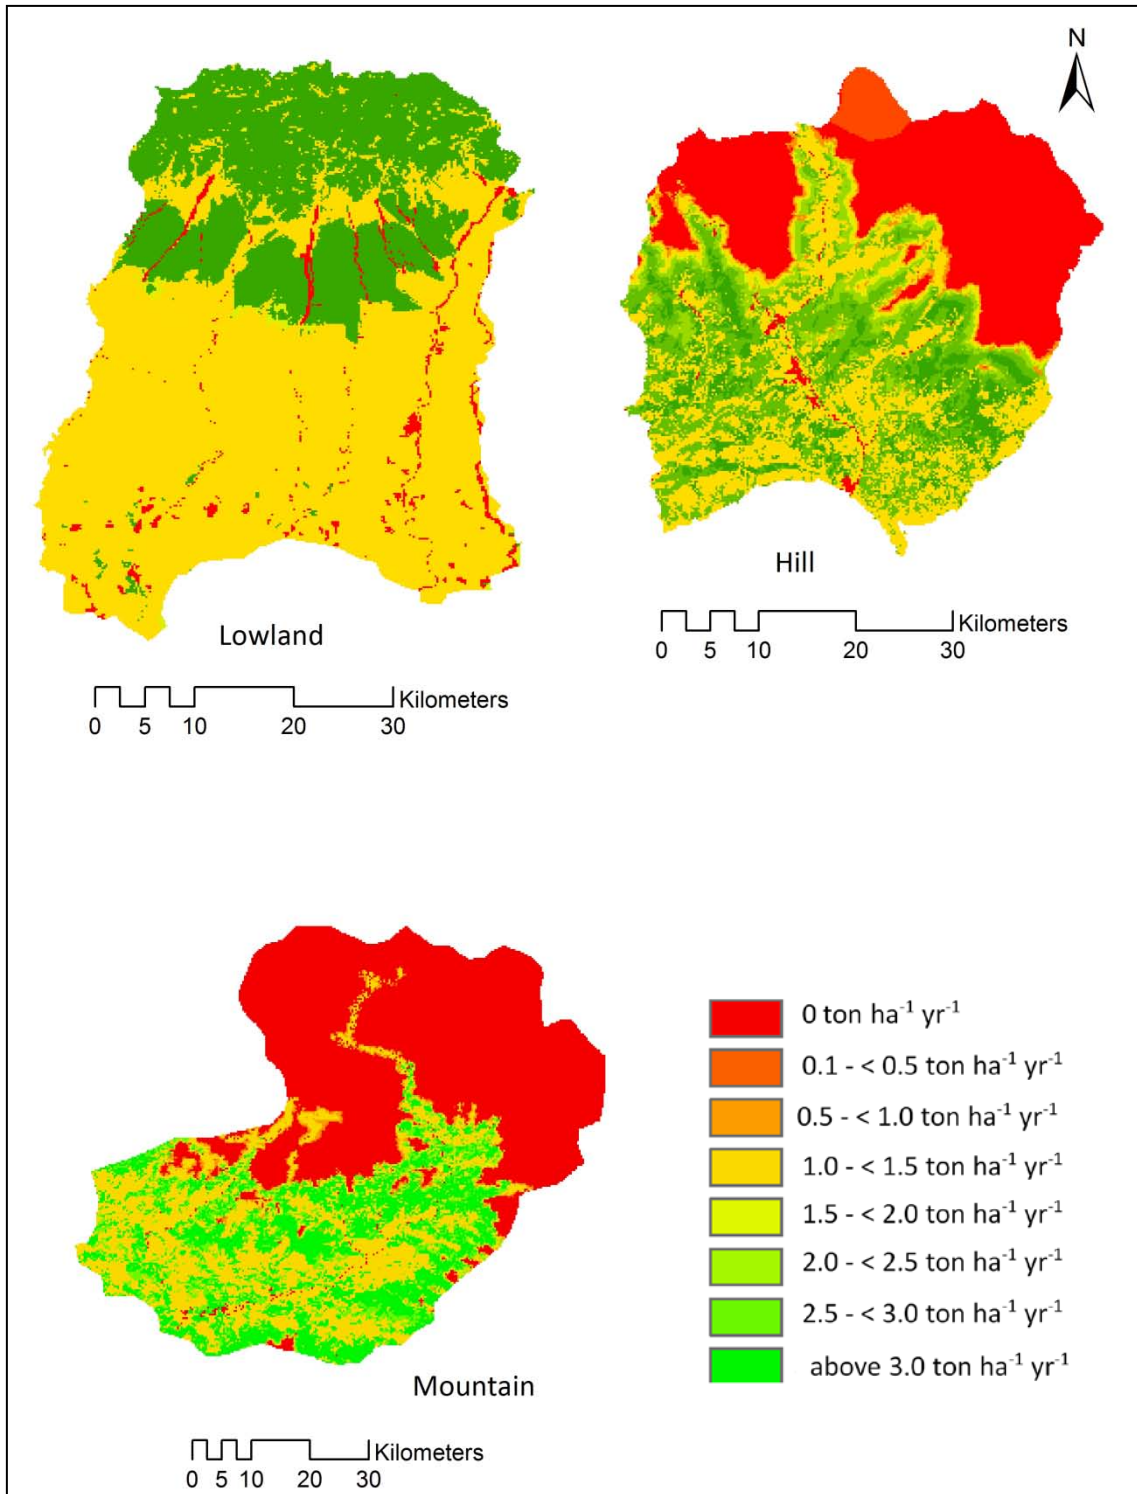 N
Lowland
Kilometers
0 5 10 20 30
Hill
Kilometers
0 5 10 20 30
Mountain
Kilometers
0 5 10 20 30
0 ton ha⁻¹ yr⁻¹
0.1 - < 0.5 ton ha⁻¹ yr⁻¹
0.5 - < 1.0 ton ha⁻¹ yr⁻¹
1.0 - < 1.5 ton ha⁻¹ yr⁻¹
1.5 - < 2.0 ton ha⁻¹ yr⁻¹
2.0 - < 2.5 ton ha⁻¹ yr⁻¹
2.5 - < 3.0 ton ha⁻¹ yr⁻¹
above 3.0 ton ha⁻¹ yr⁻¹